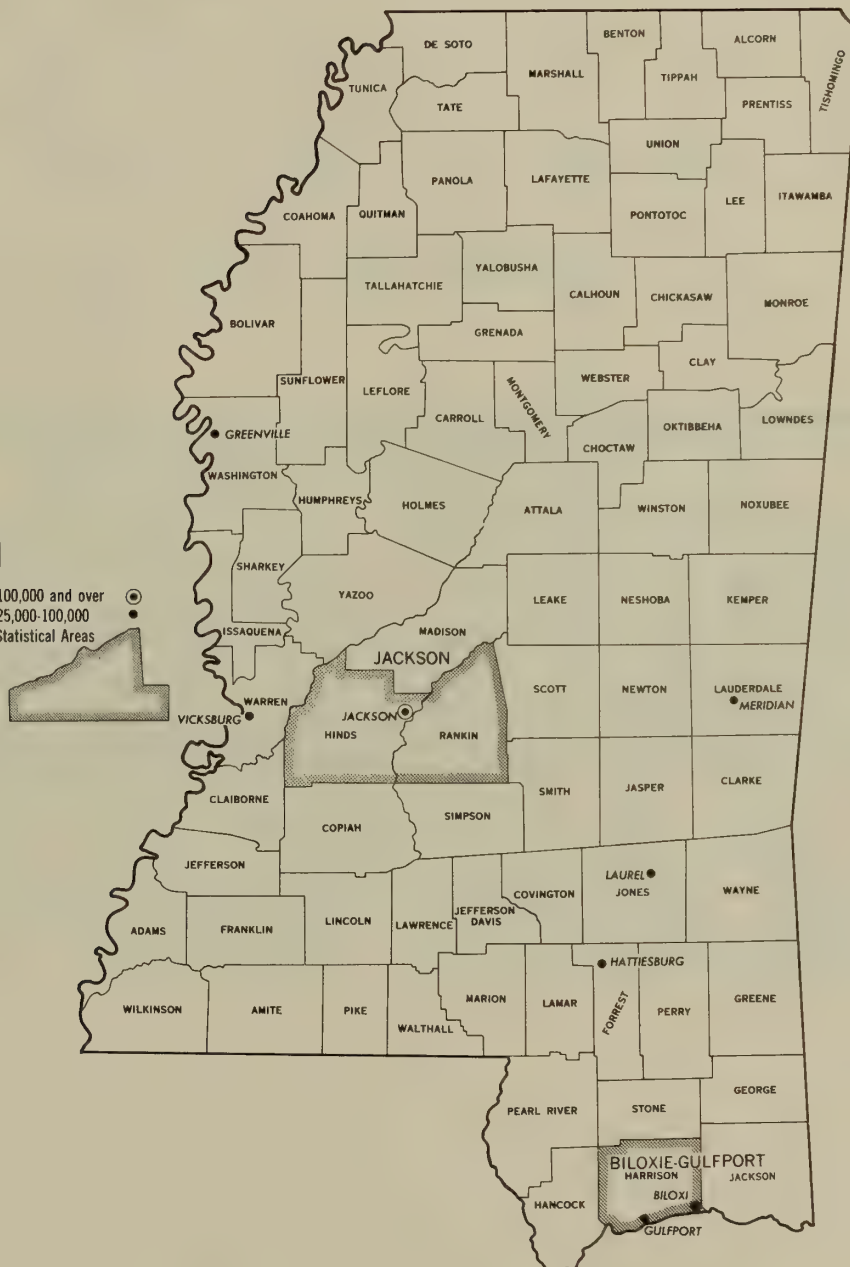 DE SOTO
BENTON
ALCORN
TISHOMINGO
MARSHALL
TIPPAH
TUNICA
TATE
PRENTISS
UNION
PANOLA
LAFAYETTE
COAHOMA
QUITMAN
PONTOTOC
LEE
ITAWAMBA
TALLAHATCHIE
YALOBUSHA
CALHOUN
CHICKASAW
MONROE
BOLIVAR
GRENADA
SUNFLOWER
LEFLORE
MONTGOMERY
WEBSTER
CLAY
CARROLL
OKTIBBEHA
LOWNDES
GREENVILLE
CHOCTAW
WASHINGTON
HUMPHREYS
HOLMES
ATTALA
WINSTON
NOXUBEE
SHARKEY
YAZOO
LEAKE
NESHOBA
KEMPER
100,000 and over
25,000-100,000
Statistical Areas
ISSAQUENA
MADISON
JACKSON
SCOTT
NEWTON
LAUDERDALE
MERIDIAN
WARREN
VICKSBURG
JACKSON
HINDS
RANKIN
CLAIBORNE
SMITH
JASPER
CLARKE
COPIAH
SIMPSON
JEFFERSON
LAUREL
JONES
WAYNE
COVINGTON
JEFFERSON
DAVIS
LINCOLN
LAWRENCE
ADAMS
FRANKLIN
HATTIESBURG
WILKINSON
AMITE
PIKE
WALTHALL
MARION
LAMAR
FORREST
PERRY
GREENE
GEORGE
PEARL RIVER
STONE
BILOXIE-GULFPORT
HARRISON
JACKSON
HANCOCK
BILOXI
GULFPORT